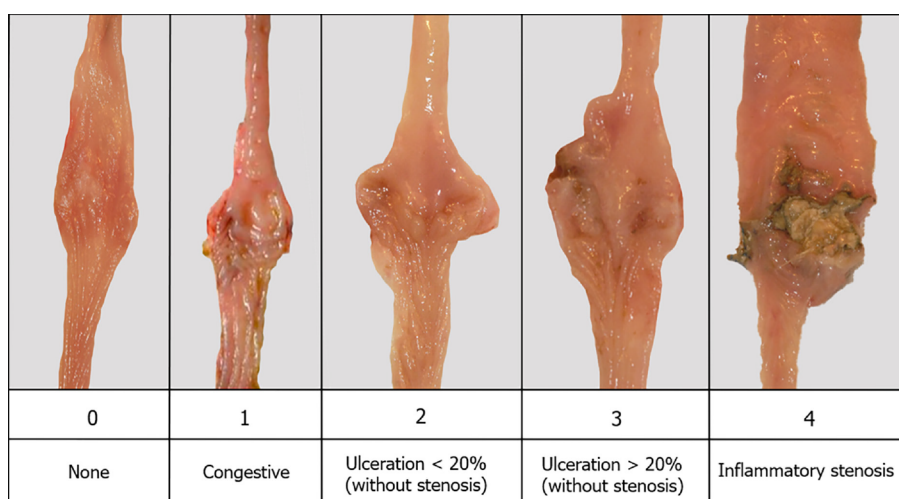 0
1
2
3
4
None
Congestive
Ulceration < 20%
(without stenosis)
Ulceration > 20%
(without stenosis)
Inflammatory stenosis